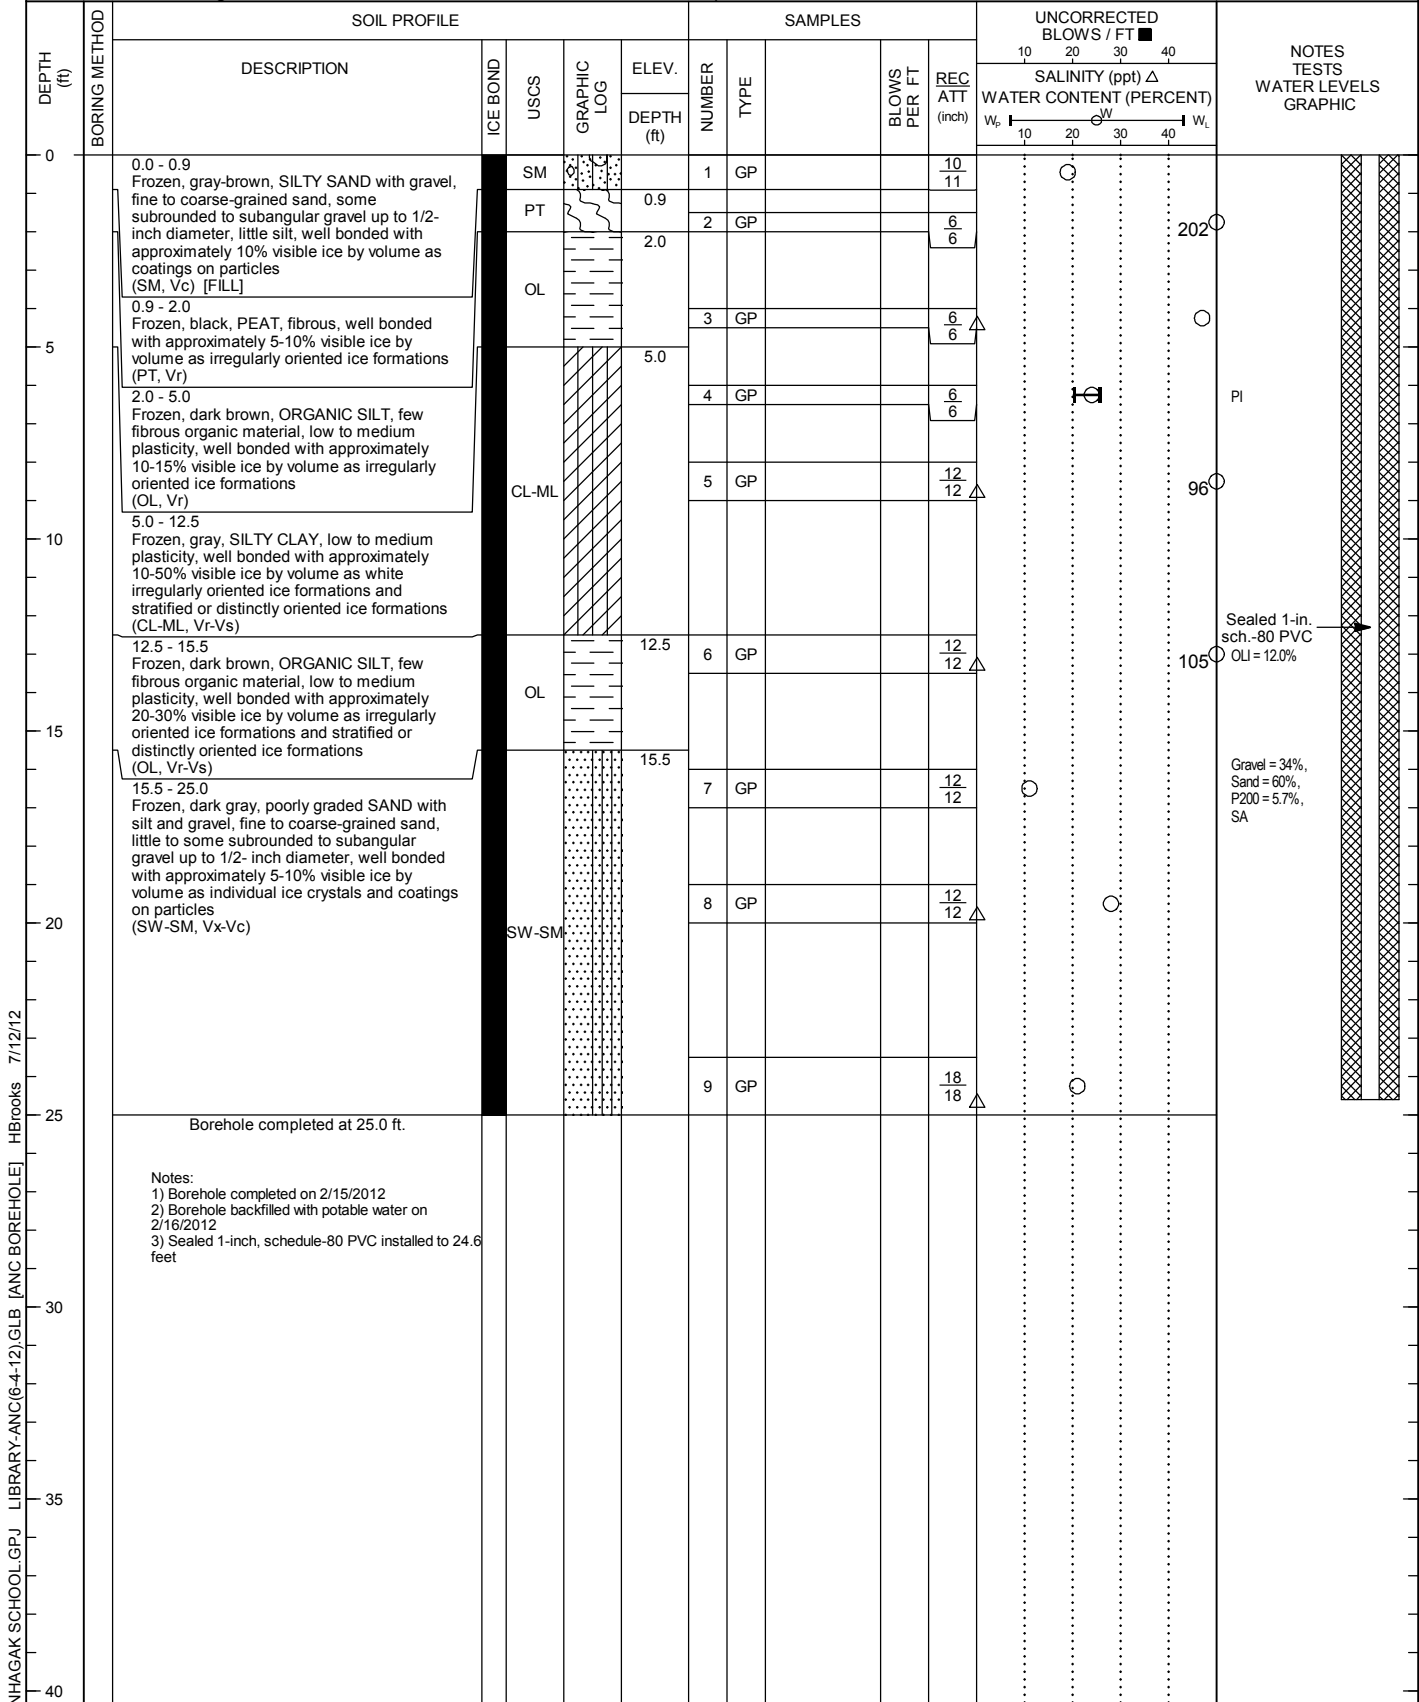 DEPTH
(ft)
BORING METHOD
SOIL PROFILE
DESCRIPTION
ICE BOND
USCS
GRAPHIC
LOG
ELEV.
DEPTH
(ft)
SAMPLES
NUMBER
TYPE
BLOWS
PER FT
REC
ATT
(inch)
UNCORRECTED
BLOWS / FT ■
10 20 30 40
SALINITY (ppt) △
WATER CONTENT (PERCENT)
WP W WL
10 20 30 40
NOTES
TESTS
WATER LEVELS
GRAPHIC
0
5
10
15
20
25
30
35
40
0.0 - 0.9
Frozen, gray-brown, SILTY SAND with gravel,
fine to coarse-grained sand, some
subrounded to subangular gravel up to 1/2-
inch diameter, little silt, well bonded with
approximately 10% visible ice by volume as
coatings on particles
(SM, Vc) [FILL]
0.9 - 2.0
Frozen, black, PEAT, fibrous, well bonded
with approximately 5-10% visible ice by
volume as irregularly oriented ice formations
(PT, Vr)
2.0 - 5.0
Frozen, dark brown, ORGANIC SILT, few
fibrous organic material, low to medium
plasticity, well bonded with approximately
10-15% visible ice by volume as irregularly
oriented ice formations
(OL, Vr)
5.0 - 12.5
Frozen, gray, SILTY CLAY, low to medium
plasticity, well bonded with approximately
10-50% visible ice by volume as white
irregularly oriented ice formations and
stratified or distinctly oriented ice formations
(CL-ML, Vr-Vs)
12.5 - 15.5
Frozen, dark brown, ORGANIC SILT, few
fibrous organic material, low to medium
plasticity, well bonded with approximately
20-30% visible ice by volume as irregularly
oriented ice formations and stratified or
distinctly oriented ice formations
(OL, Vr-Vs)
15.5 - 25.0
Frozen, dark gray, poorly graded SAND with
silt and gravel, fine to coarse-grained sand,
little to some subrounded to subangular
gravel up to 1/2- inch diameter, well bonded
with approximately 5-10% visible ice by
volume as individual ice crystals and coatings
on particles
(SW-SM, Vx-Vc)
Borehole completed at 25.0 ft.
Notes:
1) Borehole completed on 2/15/2012
2) Borehole backfilled with potable water on
2/16/2012
3) Sealed 1-inch, schedule-80 PVC installed to 24.6
feet
SM
PT
OL
CL-ML
OL
SW-SM
0.9
2.0
5.0
12.5
15.5
1 GP 10
11
2 GP 6
6
202
3 GP 6
6
4 GP 6
6
PI
5 GP 12
12
96
6 GP 12
12
105
7 GP 12
12
8 GP 12
12
9 GP 18
18
Sealed 1-in.
sch.-80 PVC
OLI = 12.0%
Gravel = 34%,
Sand = 60%,
P200 = 5.7%,
SA
NHAGAK SCHOOL.GPJ LIBRARY-ANC(6-4-12).GLB [ANC BOREHOLE] HBrooks 7/12/12